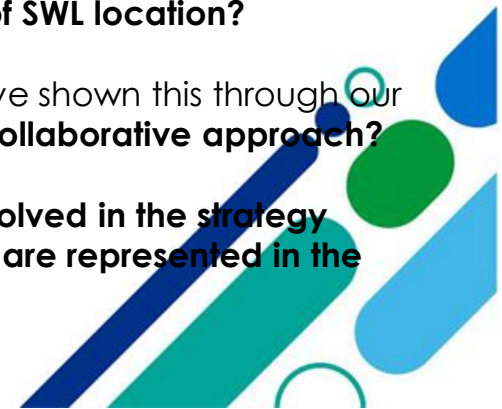 of SWL location?
ve shown this through our
ollaborative approach?
olved in the strategy
are represented in the